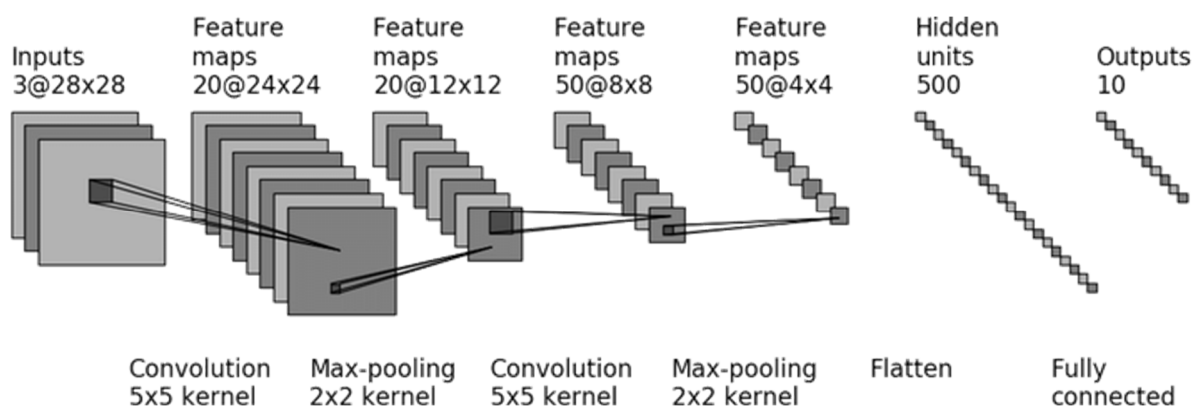 Inputs
3@28x28
Feature
maps
20@24x24
Feature
maps
20@12x12
Feature
maps
50@8x8
Feature
maps
50@4x4
Hidden
units
500
Outputs
10
Convolution
5x5 kernel
Max-pooling
2x2 kernel
Convolution
5x5 kernel
Max-pooling
2x2 kernel
Flatten
Fully
connected